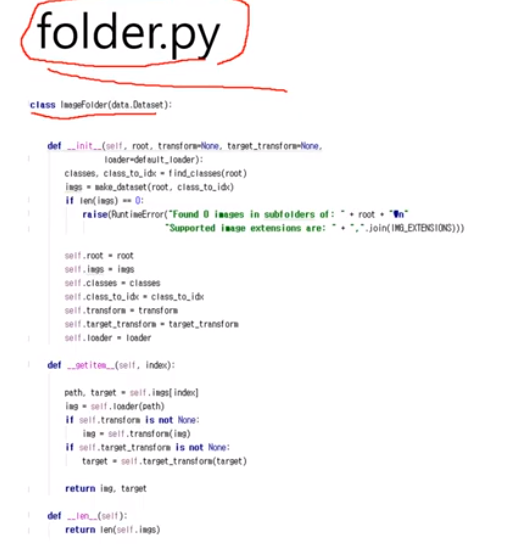 folder.py
class ImageFolder(data.Dataset):
def __init__(self, root, transform=None, target_transform=None,
loader=default_loader):
classes, class_to_idx = find_classes(root)
imgs = make_dataset(root, class_to_idx)
if len(imgs) == 0:
raise(RuntimeError("Found 0 images in subfolders of: " + root + "₩n"
"Supported image extensions are: " + ",".join(IMG_EXTENSIONS)))
self.root = root
self.imgs = imgs
self.classes = classes
self.class_to_idx = class_to_idx
self.transform = transform
self.target_transform = target_transform
self.loader = loader
def __getitem__(self, index):
path, target = self.imgs[index]
img = self.loader(path)
if self.transform is not None:
img = self.transform(img)
if self.target_transform is not None:
target = self.target_transform(target)
return img, target
def __len__(self):
return len(self.imgs)